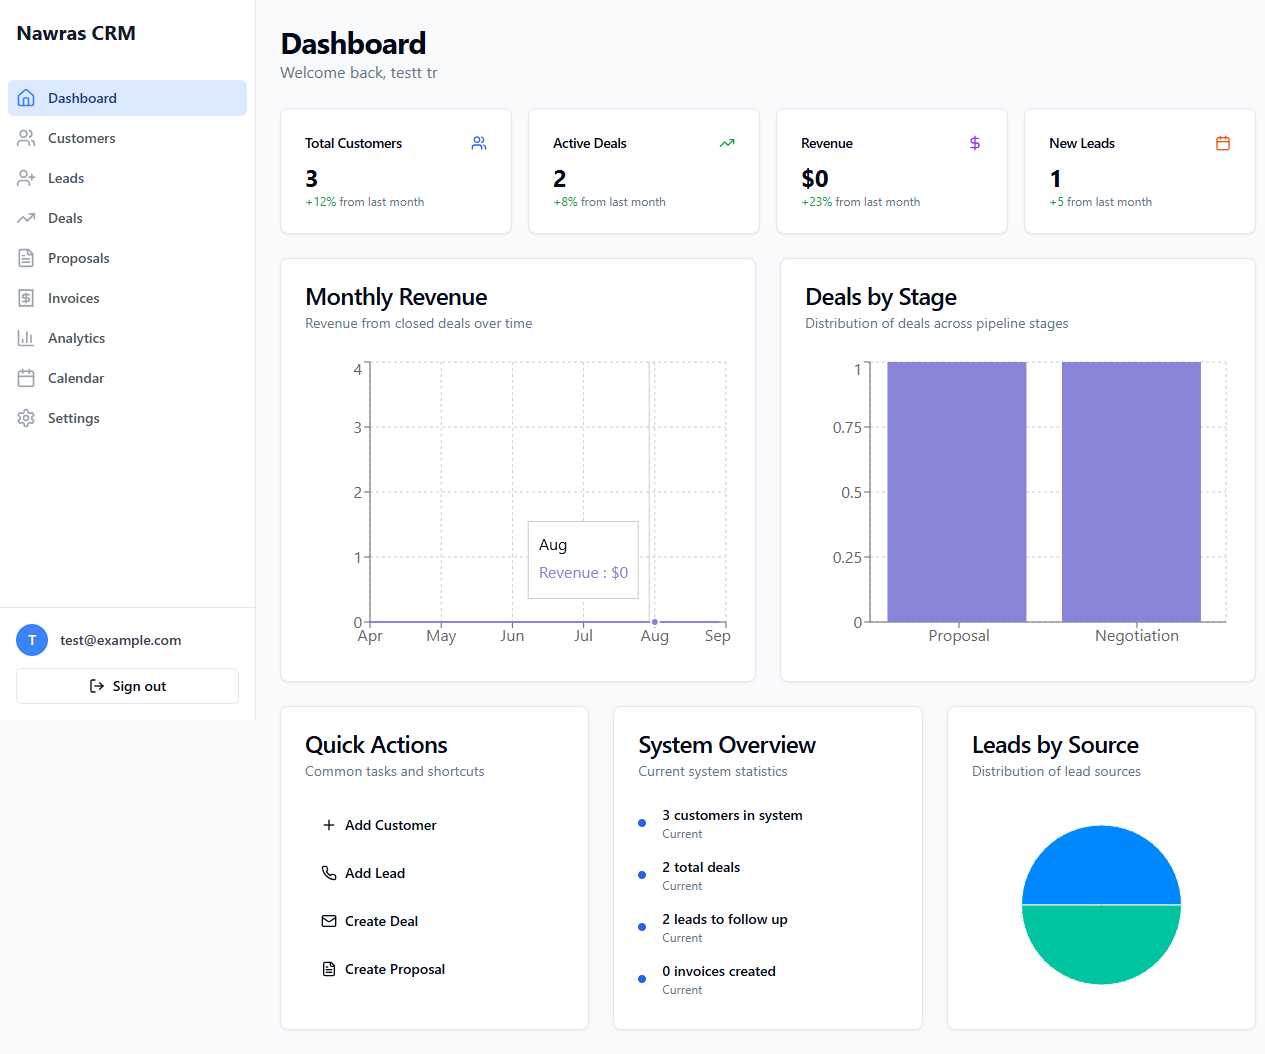 Nawras CRM
Dashboard
Customers
Leads
Deals
Proposals
Invoices
Analytics
Calendar
Settings
T
test@example.com
Sign out
Dashboard
Welcome back, testt tr
Total Customers
3
+12% from last month
Active Deals
2
+8% from last month
Revenue
$0
+23% from last month
New Leads
1
+5 from last month
Monthly Revenue
Revenue from closed deals over time
4
3
2
1
0
Apr May Jun Jul Aug Sep
Aug
Revenue : $0
Deals by Stage
Distribution of deals across pipeline stages
1
0.75
0.5
0.25
0
Proposal Negotiation
Quick Actions
Common tasks and shortcuts
Add Customer
Add Lead
Create Deal
Create Proposal
System Overview
Current system statistics
3 customers in system
Current
2 total deals
Current
2 leads to follow up
Current
0 invoices created
Current
Leads by Source
Distribution of lead sources